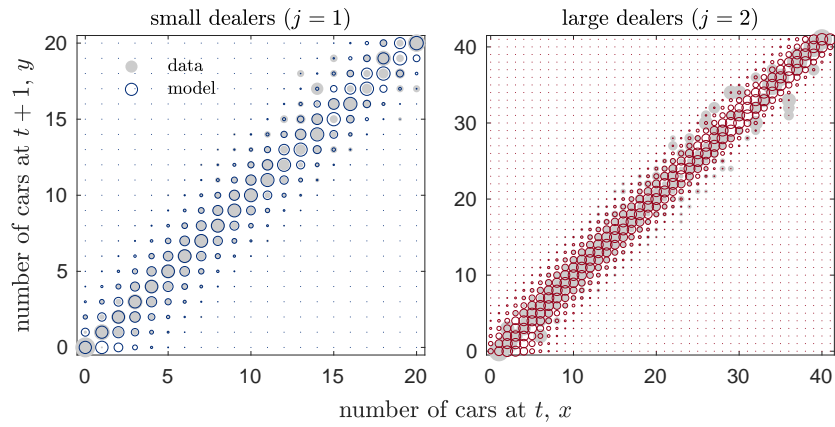 small dealers (j = 1)
large dealers (j = 2)
data
model
number of cars at t + 1, y
20
15
10
5
0
0 5 10 15 20
40
30
20
10
0
0 10 20 30 40
number of cars at t, x